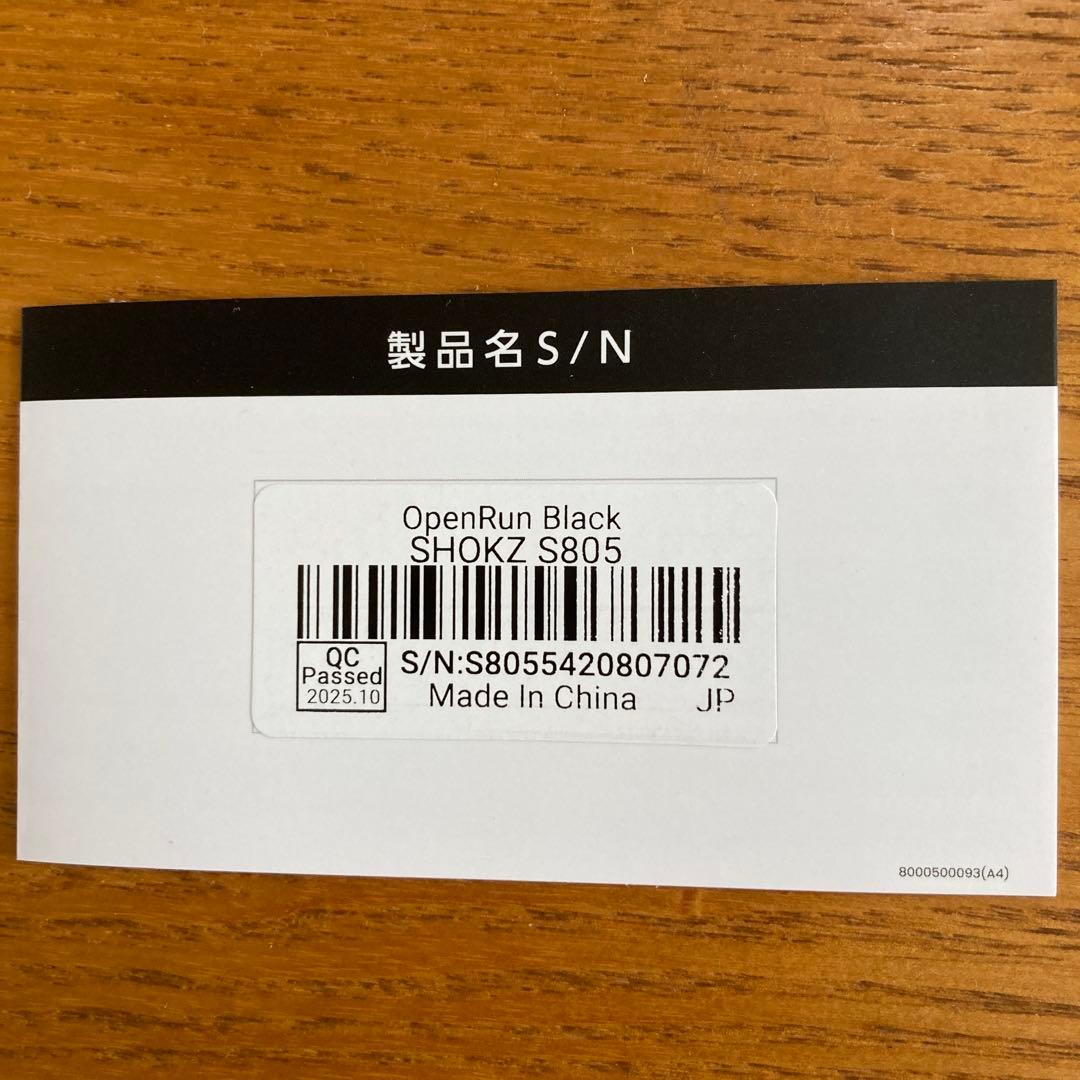 製品名S/N
OpenRun Black
SHOKZ S805
QC
Passed
2025.10
S/N:S8055420807072
Made In China
JP
8000500093(A4)